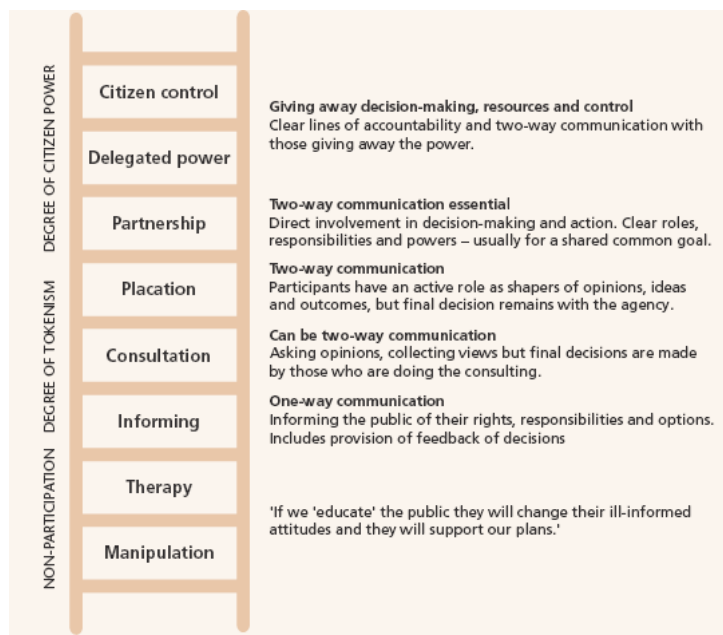 DEGREE OF CITIZEN POWER
Citizen control
Delegated power
Partnership
Giving away decision-making, resources and control
Clear lines of accountability and two-way communication with
those giving away the power.
Two-way communication essential
Direct involvement in decision-making and action. Clear roles,
responsibilities and powers – usually for a shared common goal.
DEGREE OF TOKENISM
Placation
Two-way communication
Participants have an active role as shapers of opinions, ideas
and outcomes, but final decision remains with the agency.
Consultation
Can be two-way communication
Asking opinions, collecting views but final decisions are made
by those who are doing the consulting.
Informing
One-way communication
Informing the public of their rights, responsibilities and options.
Includes provision of feedback of decisions
NON-PARTICIPATION
Therapy
Manipulation
'If we 'educate' the public they will change their ill-informed
attitudes and they will support our plans.'